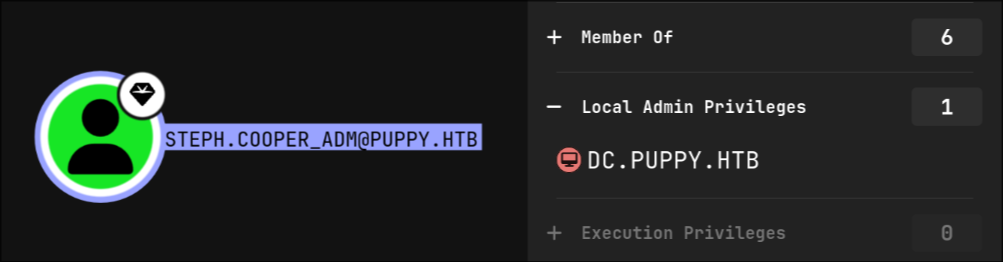 STEPH.COOPER_ADM@PUPPY.HTB
Member Of 6
Local Admin Privileges 1
DC.PUPPY.HTB
Execution Privileges 0